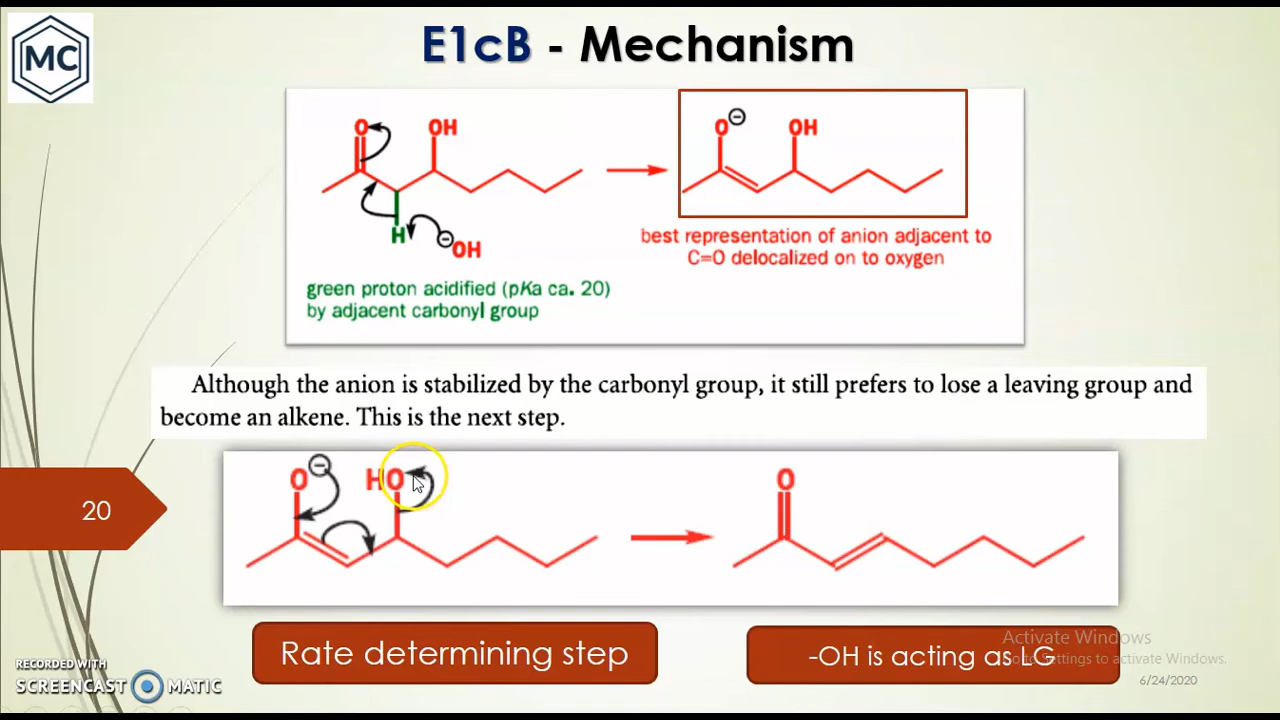 MC
E1cB - Mechanism
O OH
H
⊖OH
green proton acidified (pKa ca. 20)
by adjacent carbonyl group
O⊖ OH
best representation of anion adjacent to
C=O delocalized on to oxygen
Although the anion is stabilized by the carbonyl group, it still prefers to lose a leaving group and
become an alkene. This is the next step.
O⊖ HO
O
20
Rate determining step
-OH is acting as LG
Activate Windows
Go to Settings to activate Windows.
6/24/2020
RECORDED WITH
SCREENCAST MATIC